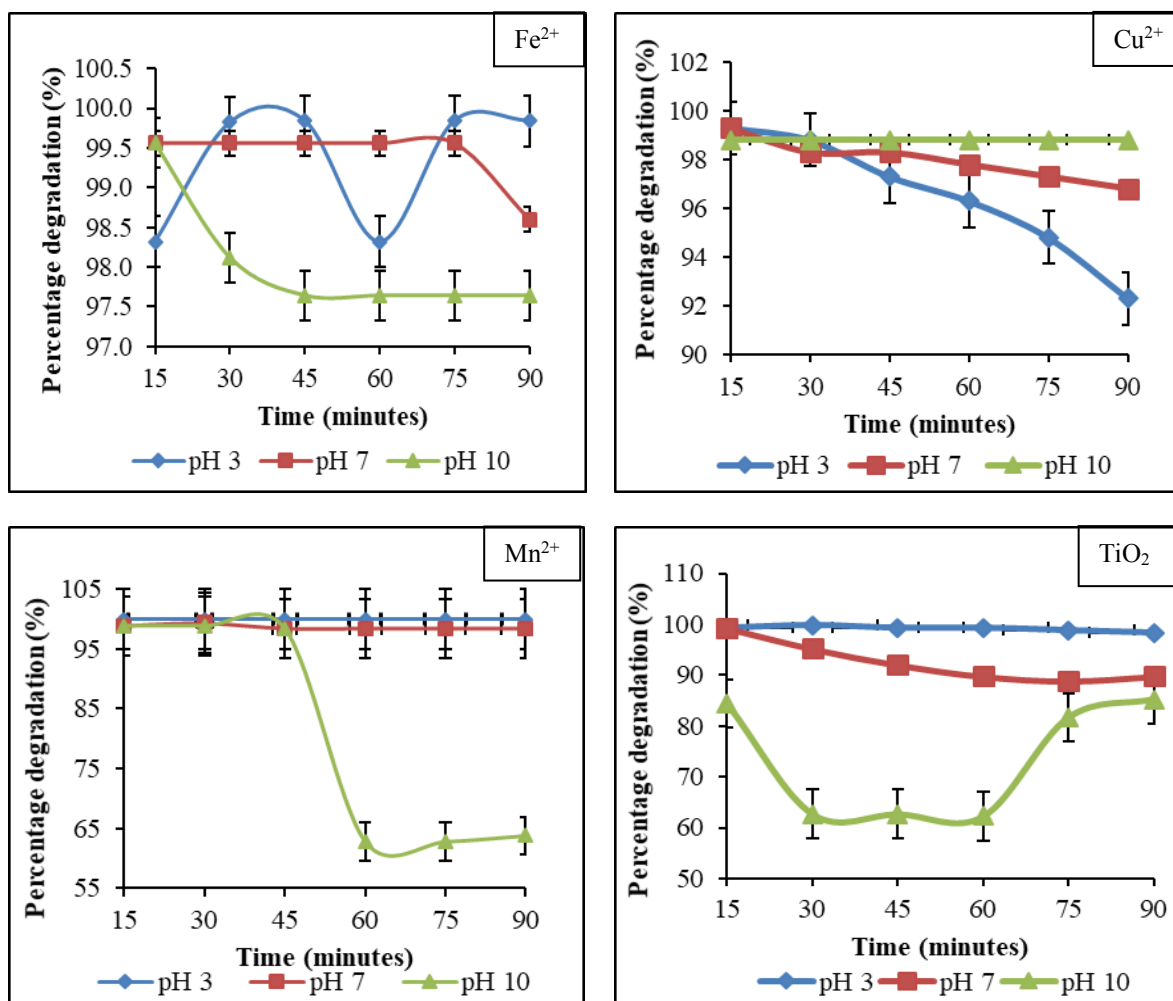 Fe²⁺
Percentage degradation (%)
100.5
100.0
99.5
99.0
98.5
98.0
97.5
97.0
15 30 45 60 75 90
Time (minutes)
pH 3 pH 7 pH 10
Cu²⁺
Percentage degradation (%)
102
100
98
96
94
92
90
15 30 45 60 75 90
Time (minutes)
pH 3 pH 7 pH 10
Mn²⁺
Percentage degradation (%)
105
95
85
75
65
55
15 30 45 60 75 90
Time (minutes)
pH 3 pH 7 pH 10
TiO₂
Percentage degradation (%)
110
100
90
80
70
60
50
15 30 45 60 75 90
Time (minutes)
pH 3 pH 7 pH 10